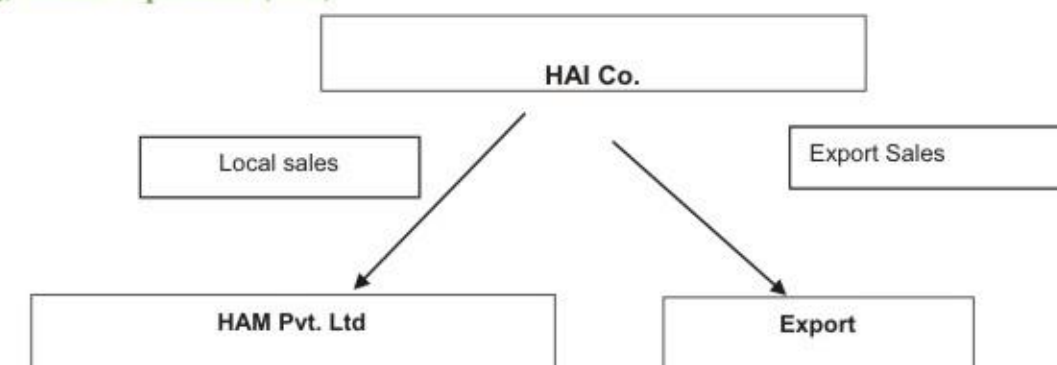 HAI Co.
Local sales
Export Sales
HAM Pvt. Ltd
Export